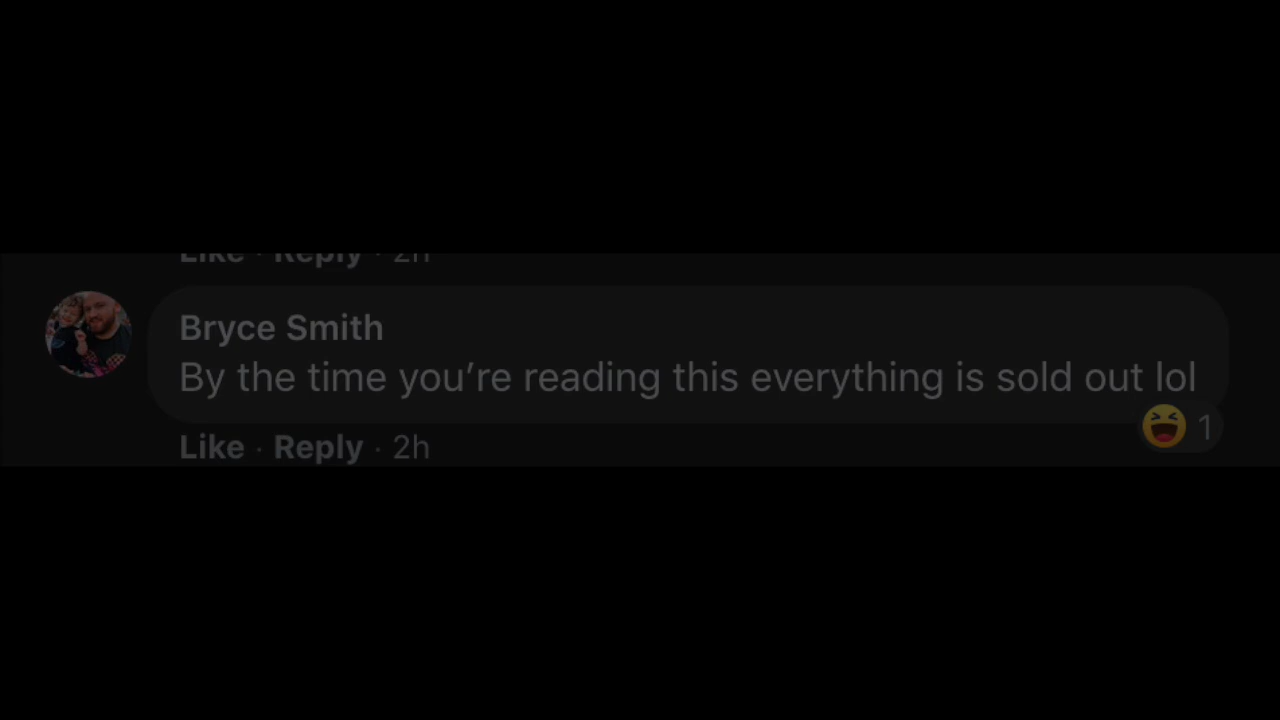 Like · Reply · 2h
Bryce Smith
By the time you’re reading this everything is sold out lol
1
Like · Reply · 2h